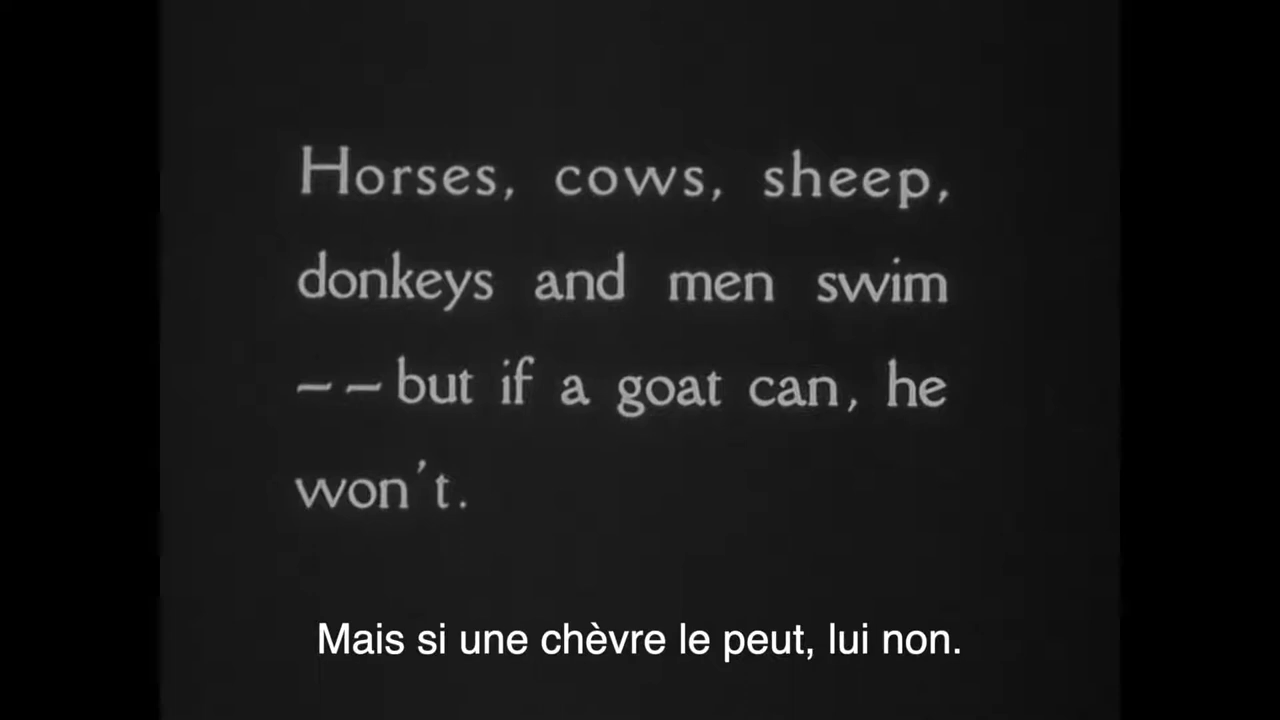 Horses, cows, sheep,
donkeys and men swim
--but if a goat can, he
won't.
Mais si une chèvre le peut, lui non.